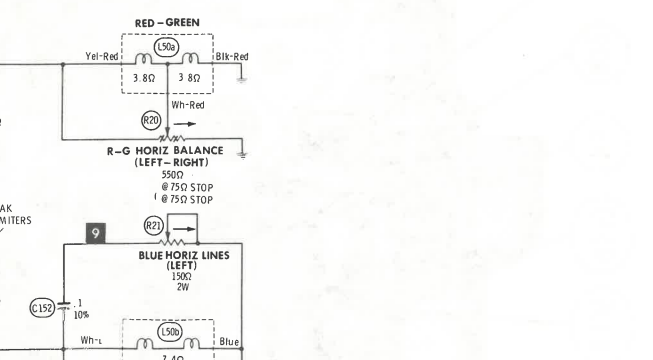 RED-GREEN
L50a
Yel-Red
Blk-Red
3.8Ω
3 8Ω
Wh-Red
R20
R-G HORIZ BALANCE
(LEFT-RIGHT)
550Ω
@ 75Ω STOP
@ 75Ω STOP
AK
MITERS
R21
9
BLUE HORIZ LINES
(LEFT)
150Ω
2W
C152
.1
10%
L50b
Blue